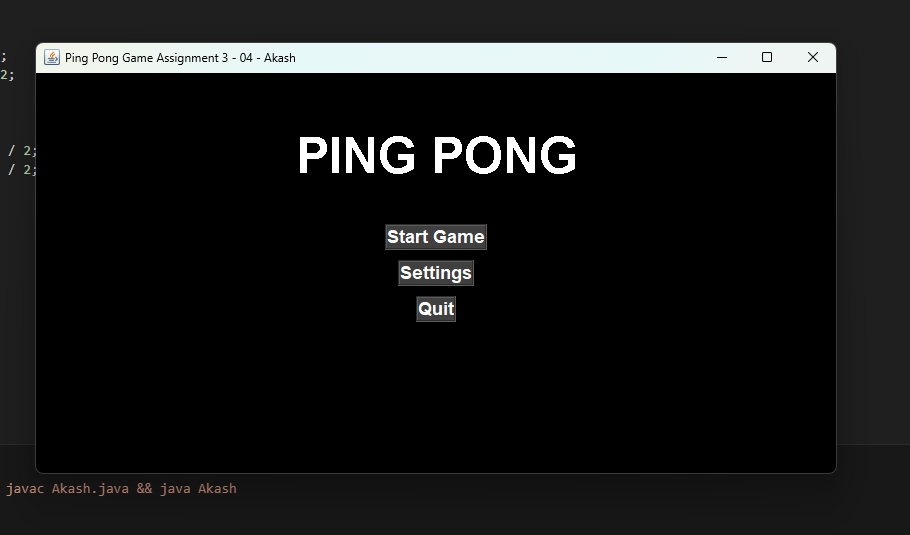 ;
2;
Ping Pong Game Assignment 3 - 04 - Akash
/ 2;
/ 2;
PING PONG
Start Game
Settings
Quit
javac Akash.java && java Akash